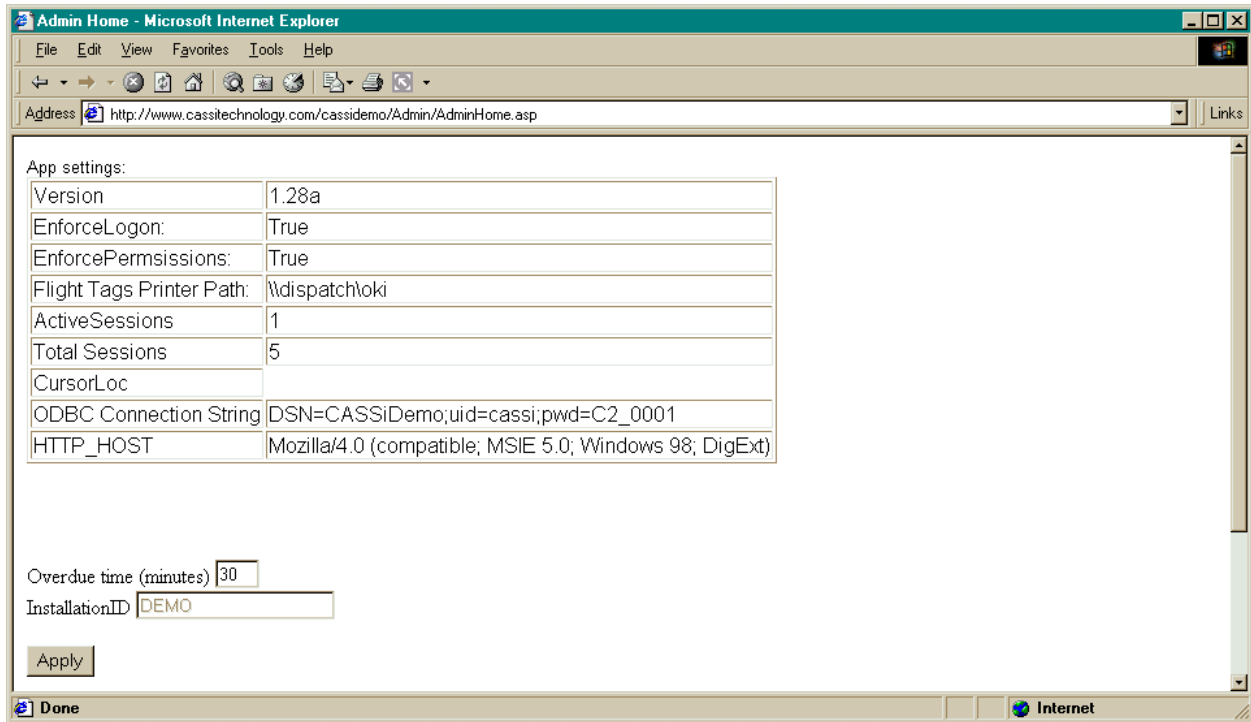 Admin Home - Microsoft Internet Explorer
File Edit View Favorites Tools Help
Address http://www.cassitechnology.com/cassidemo/Admin/AdminHome.asp Links
App settings:
Version 1.28a
EnforceLogon: True
EnforcePermsissions: True
Flight Tags Printer Path: \\dispatch\oki
ActiveSessions 1
Total Sessions 5
CursorLoc
ODBC Connection String DSN=CASSiDemo;uid=cassi;pwd=C2_0001
HTTP_HOST Mozilla/4.0 (compatible; MSIE 5.0; Windows 98; DigExt)
Overdue time (minutes) 30
InstallationID DEMO
Apply
Done Internet